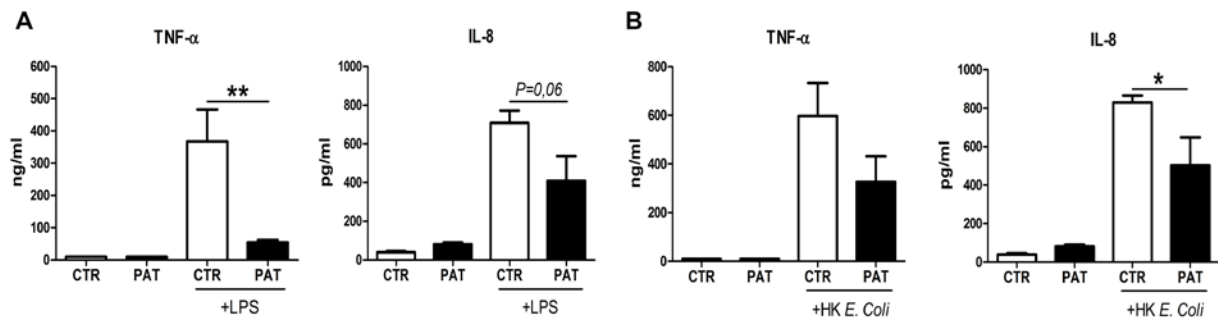 A
TNF-α
ng/ml
600
500
400
300
200
100
0
**
CTR PAT CTR PAT
+LPS
IL-8
pg/ml
1000
800
600
400
200
0
P=0,06
CTR PAT CTR PAT
+LPS
B
TNF-α
ng/ml
800
600
400
200
0
CTR PAT CTR PAT
+HK E. Coli
IL-8
pg/ml
1000
800
600
400
200
0
*
CTR PAT CTR PAT
+HK E. Coli